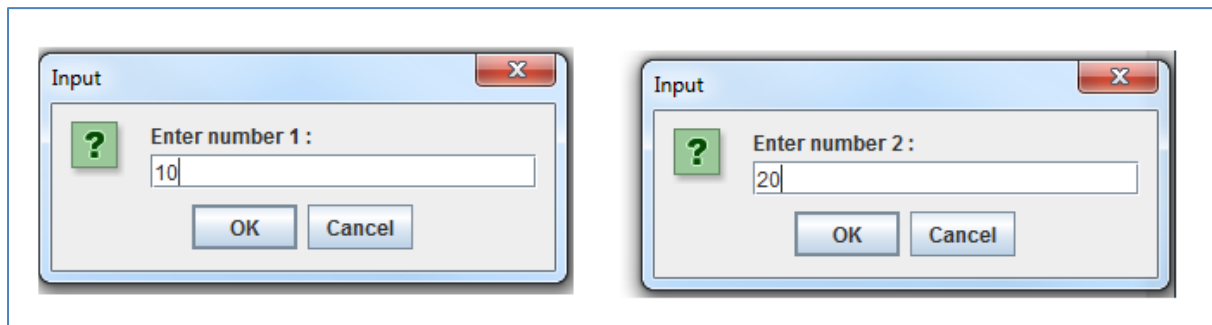 Input
Enter number 1 :
10
OK Cancel
Input
Enter number 2 :
20
OK Cancel